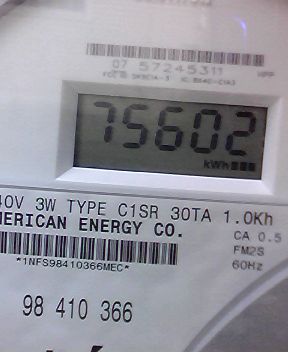 07 57245311
HPP
75602
kWh
40V 3W TYPE C1SR 30TA 1.0Kh
MERICAN ENERGY CO.
CA 0.5
*1NFS98410366MEC*
FM2S
60Hz
98 410 366